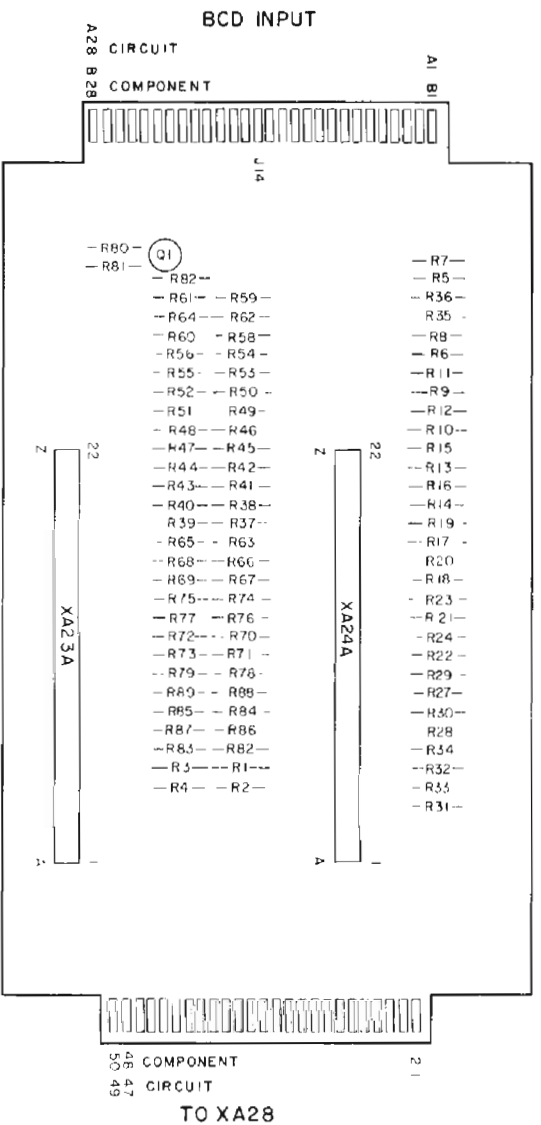 BCD INPUT
A28 CIRCUIT A1
B28 COMPONENT B1
J14
R80
R81
Q1
R82
R61 R59
R64 R62
R60 R58
R56 R54
R55 R53
R52 R50
R51 R49
R48 R46
R47 R45
R44 R42
R43 R41
R40 R38
R39 R37
R65 R63
R68 R66
R69 R67
R75 R74
R77 R76
R72 R70
R73 R71
R79 R78
R89 R88
R85 R84
R87 R86
R83 R82
R3 R1
R4 R2
R7
R5
R36
R35
R8
R6
R11
R9
R12
R10
R15
R13
R16
R14
R19
R17
R20
R18
R23
R21
R24
R22
R29
R27
R30
R28
R34
R32
R33
R31
Z 22
XA23A
A 1
Z 22
XA24A
A 1
50 48 COMPONENT 2
49 47 CIRCUIT 1
TO XA28